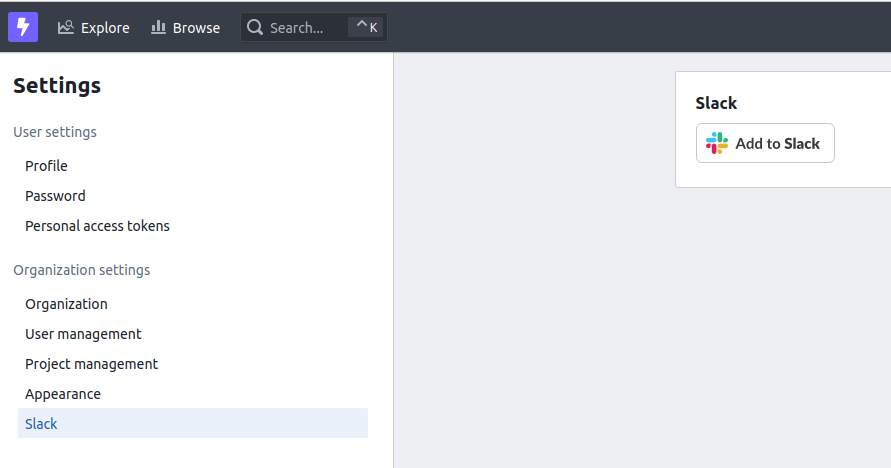 Explore Browse Search... ^ K
Settings
User settings
Profile
Password
Personal access tokens
Organization settings
Organization
User management
Project management
Appearance
Slack
Slack
Add to Slack